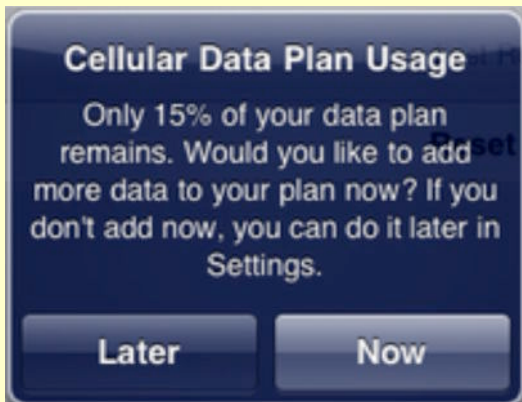 Cellular Data Plan Usage
Only 15% of your data plan
remains. Would you like to add
more data to your plan now? If you
don't add now, you can do it later in
Settings.
Later
Now